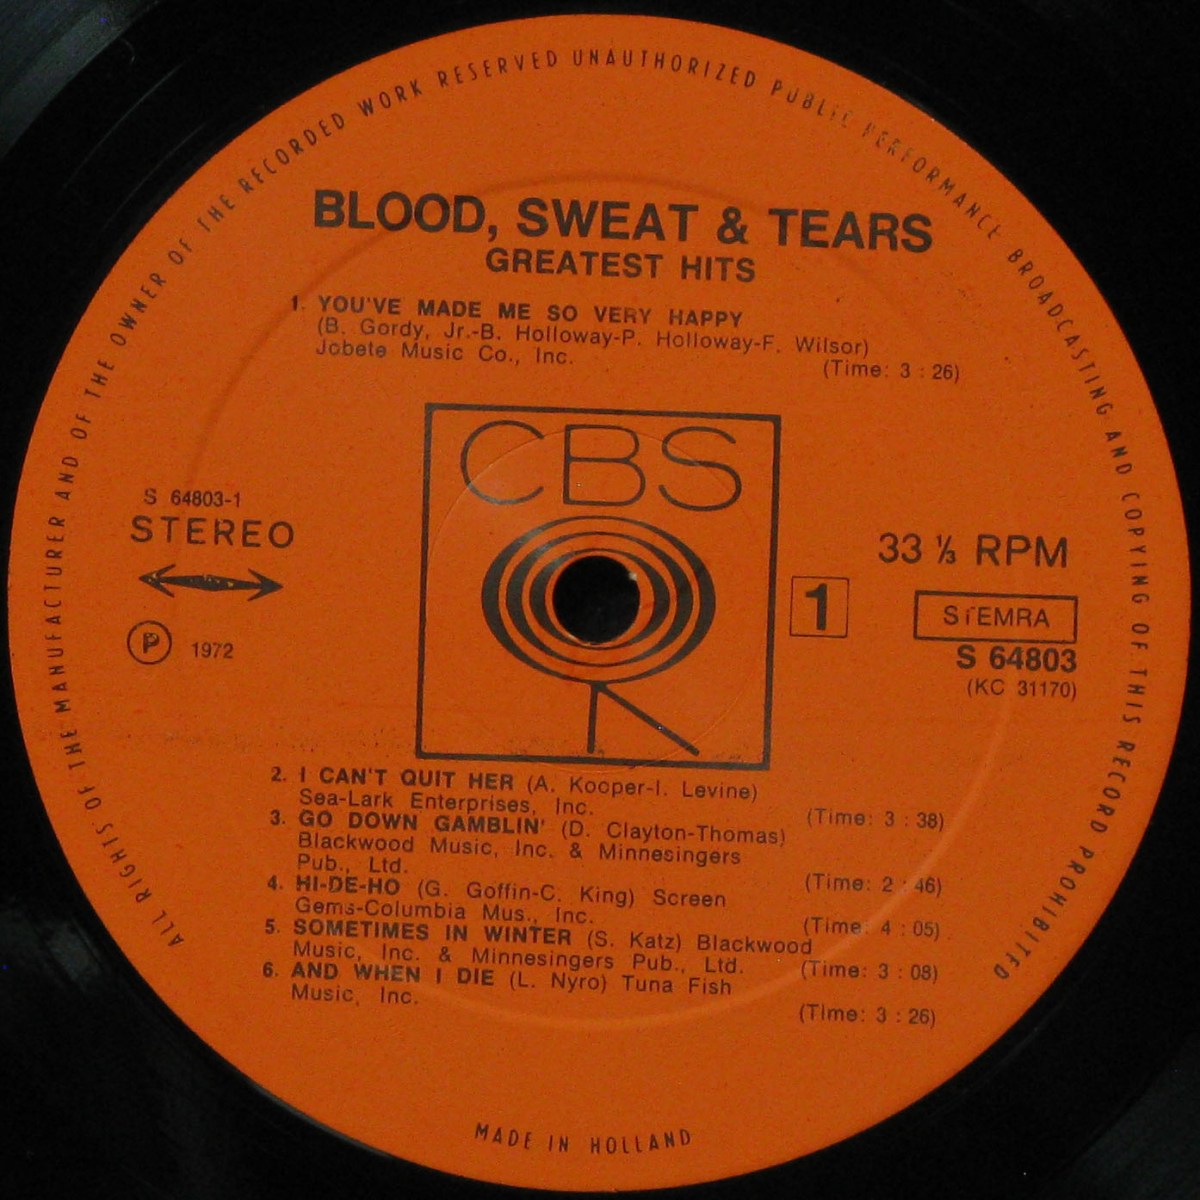 ALL RIGHTS OF THE MANUFACTURER AND OF THE OWNER OF THE RECORDED WORK RESERVED UNAUTHORIZED PUBLIC PERFORMANCE BROADCASTING AND COPYING OF THIS RECORD PROHIBITED
BLOOD, SWEAT & TEARS
GREATEST HITS
1. YOU'VE MADE ME SO VERY HAPPY
(B. Gordy, Jr.-B. Holloway-P. Holloway-F. Wilsor)
Jobete Music Co., Inc.
(Time: 3 : 26)
CBS
S 64803-1
STEREO
P 1972
1
33 ⅓ RPM
STEMRA
S 64803
(KC 31170)
2. I CAN'T QUIT HER (A. Kooper-I. Levine)
Sea-Lark Enterprises, Inc. (Time: 3 : 38)
3. GO DOWN GAMBLIN' (D. Clayton-Thomas)
Blackwood Music, Inc. & Minnesingers
Pub., Ltd. (Time: 2 : 46)
4. HI-DE-HO (G. Goffin-C. King) Screen
Gems-Columbia Mus., Inc. (Time: 4 : 05)
5. SOMETIMES IN WINTER (S. Katz) Blackwood
Music, Inc. & Minnesingers Pub., Ltd. (Time: 3 : 08)
6. AND WHEN I DIE (L. Nyro) Tuna Fish
Music, Inc. (Time: 3 : 26)
MADE IN HOLLAND